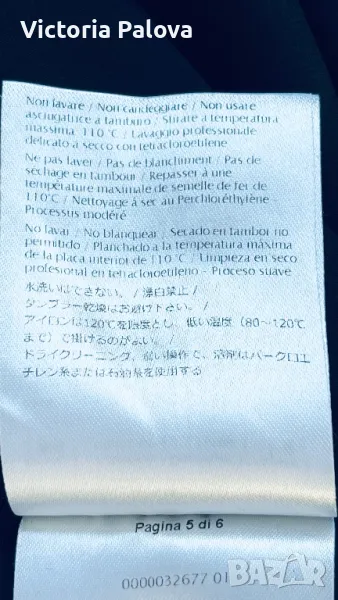 Victoria Palova
Non lavare / Non candeggiare / Non usare
asciugatrice a tamburo / Stirare a temperatura
massima 110°C / Lavaggio professionale
delicato a secco con tetracloroetilene
Ne pas laver / Pas de blanchiment / Pas de
sechage en tambour / Repasser à une
température maximale de semelle de fer de
110°C / Nettoyage à sec au Perchloréthylène
Processus modéré
No lavar / No blanquear / Secado en tambor no
permitido / Planchado a la temperatura máxima
de la placa interior de 110°C / Limpieza en seco
profesional en tetracloroetileno - Proceso suave
水洗いはできない。/ 漂白禁止 /
タンブラー乾燥はお避け下さい。/
アイロンは120℃を限度とし、低い温度（80～120℃
まで）で掛けるのがよい。/
ドライクリーニング、弱い操作で、溶剤はパークロロエ
チレン系または石油系を使用する
Pagina 5 di 6
0000032677 01
BAZAR